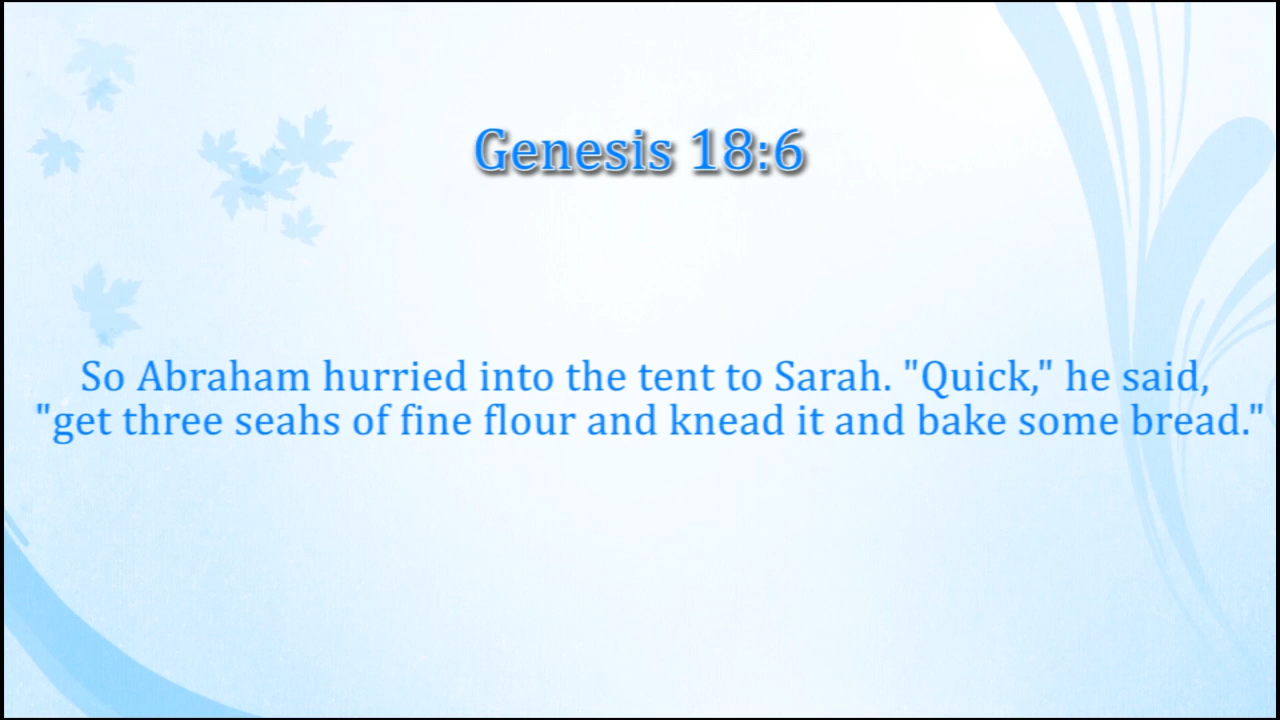 Genesis 18:6
So Abraham hurried into the tent to Sarah. "Quick," he said,
"get three seahs of fine flour and knead it and bake some bread."